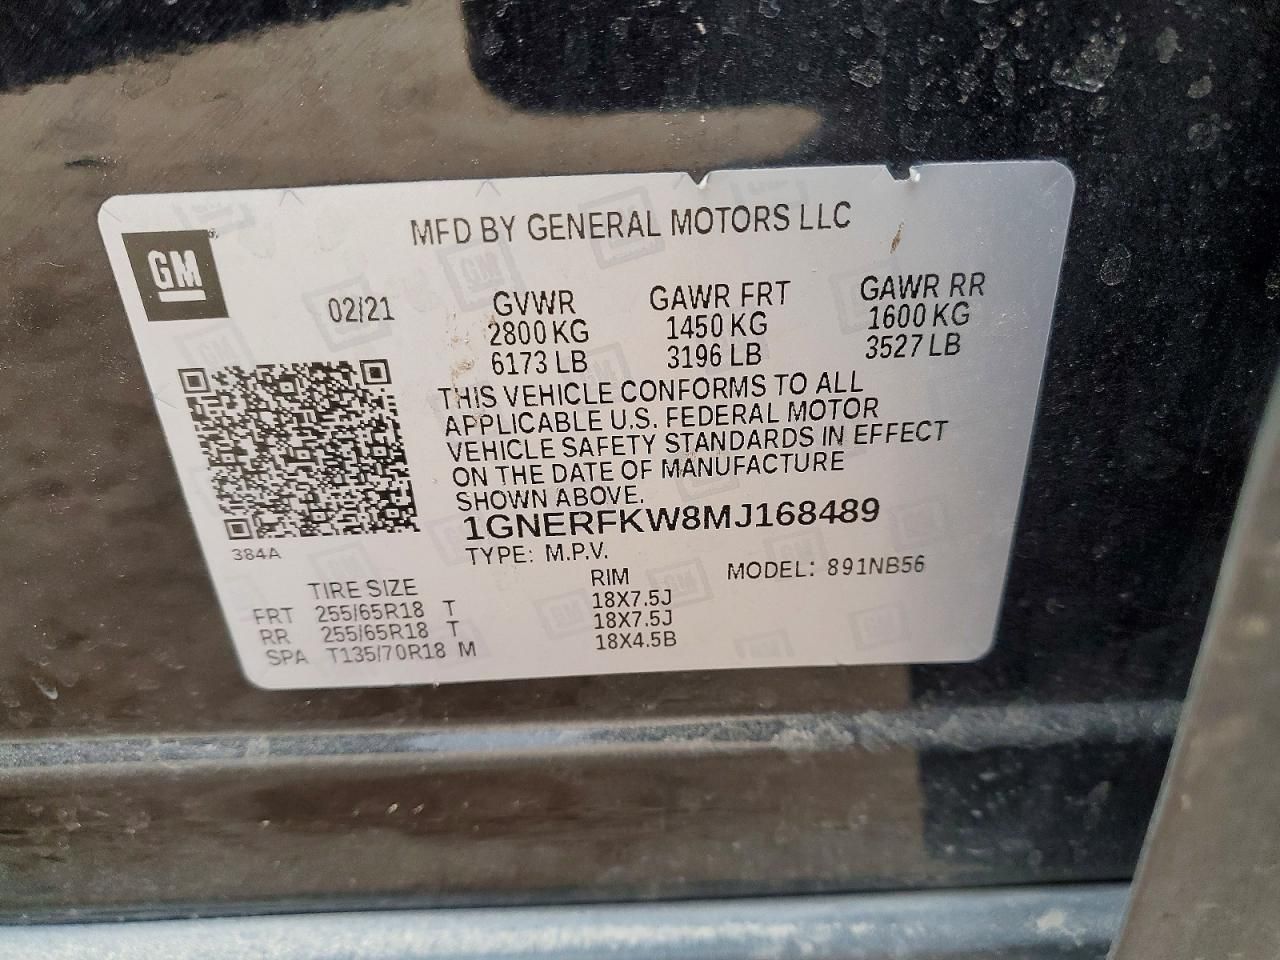 MFD BY GENERAL MOTORS LLC
GM
02/21
GVWR GAWR FRT GAWR RR
2800 KG 1450 KG 1600 KG
6173 LB 3196 LB 3527 LB
THIS VEHICLE CONFORMS TO ALL
APPLICABLE U.S. FEDERAL MOTOR
VEHICLE SAFETY STANDARDS IN EFFECT
ON THE DATE OF MANUFACTURE
SHOWN ABOVE.
1GNERFKW8MJ168489
384A
TYPE: M.P.V. MODEL: 891NB56
TIRE SIZE RIM
FRT 255/65R18 T 18X7.5J
RR 255/65R18 T 18X7.5J
SPA T135/70R18 M 18X4.5B